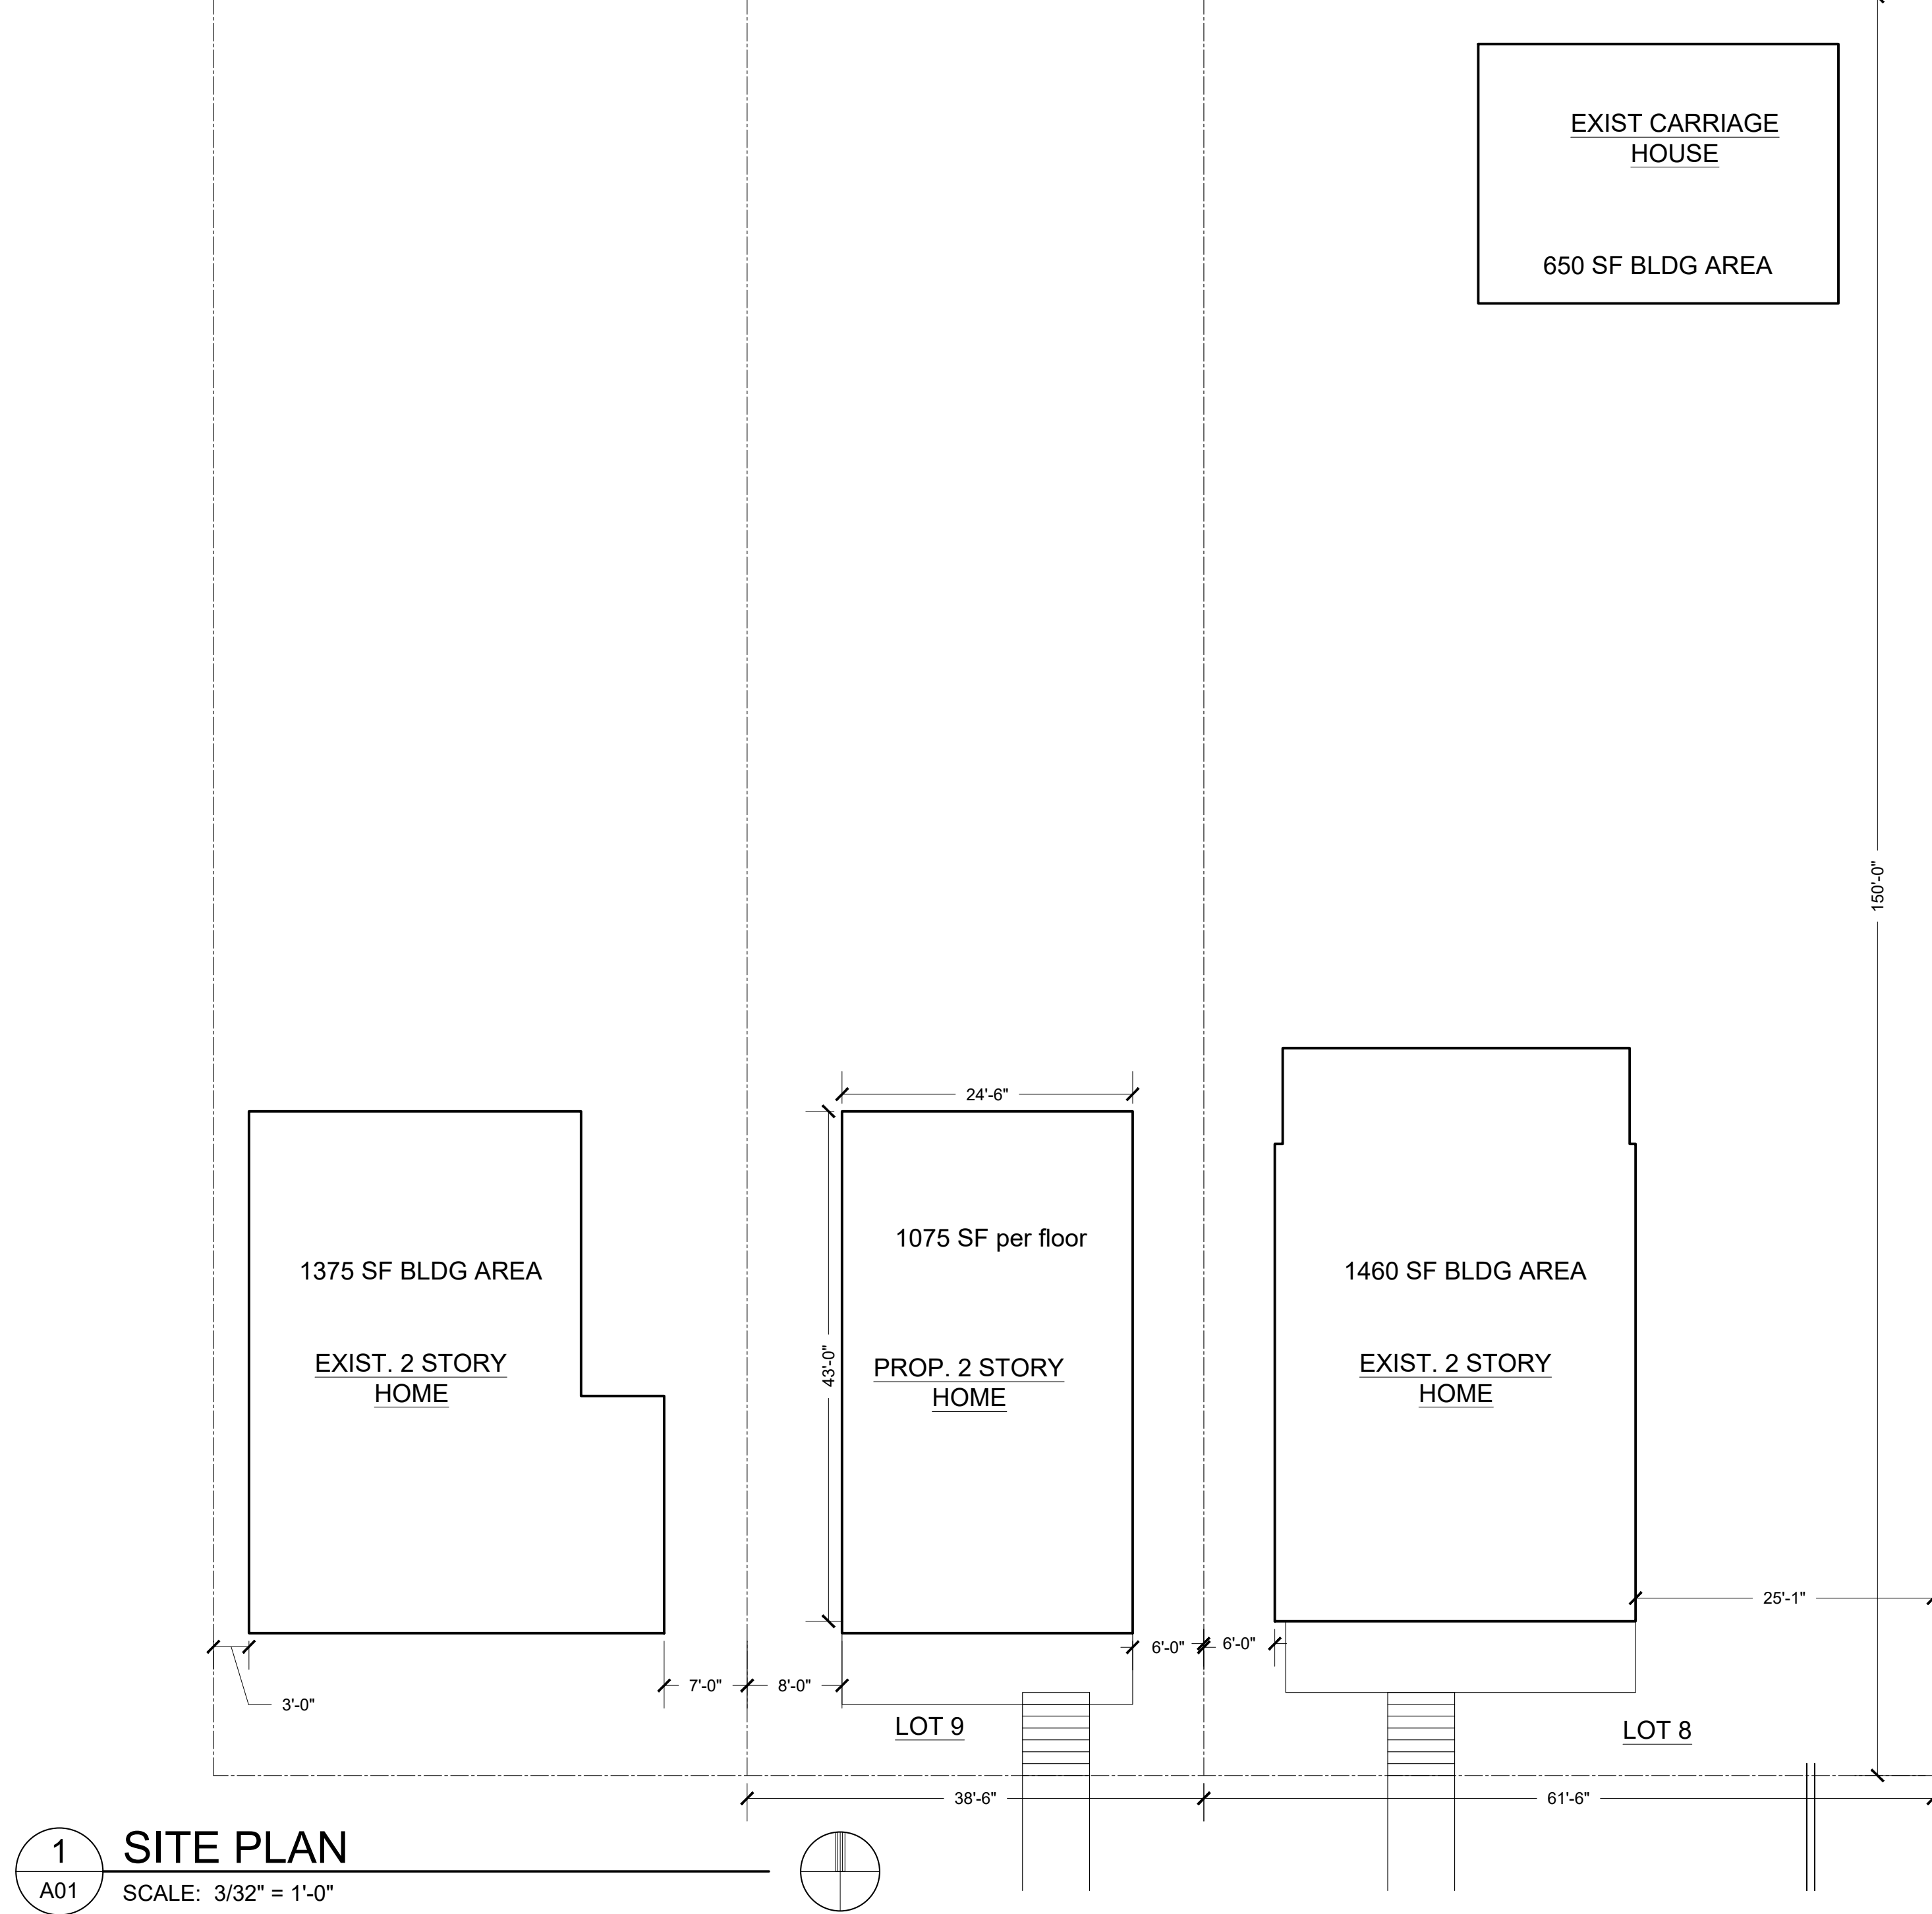 EXIST CARRIAGE
HOUSE
650 SF BLDG AREA
150'-0"
24'-6"
43'-0"
1375 SF BLDG AREA
EXIST. 2 STORY
HOME
1075 SF per floor
PROP. 2 STORY
HOME
1460 SF BLDG AREA
EXIST. 2 STORY
HOME
25'-1"
3'-0"
7'-0"
8'-0"
6'-0"
6'-0"
LOT 9
LOT 8
38'-6"
61'-6"
1
A01
SITE PLAN
SCALE: 3/32" = 1'-0"